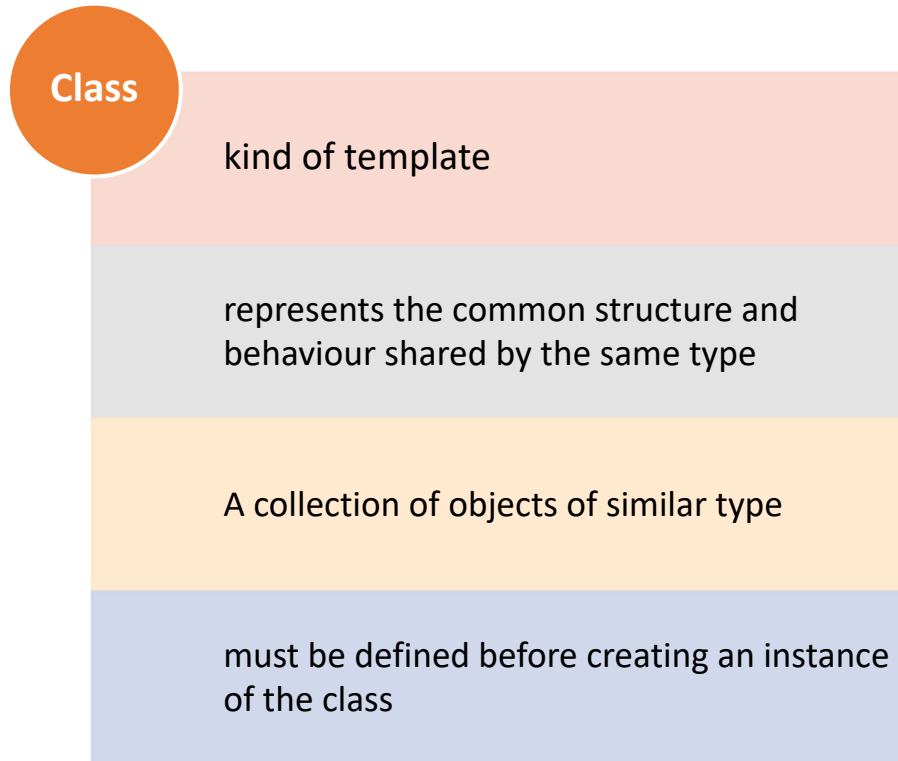 Class
kind of template
represents the common structure and
behaviour shared by the same type
A collection of objects of similar type
must be defined before creating an instance
of the class